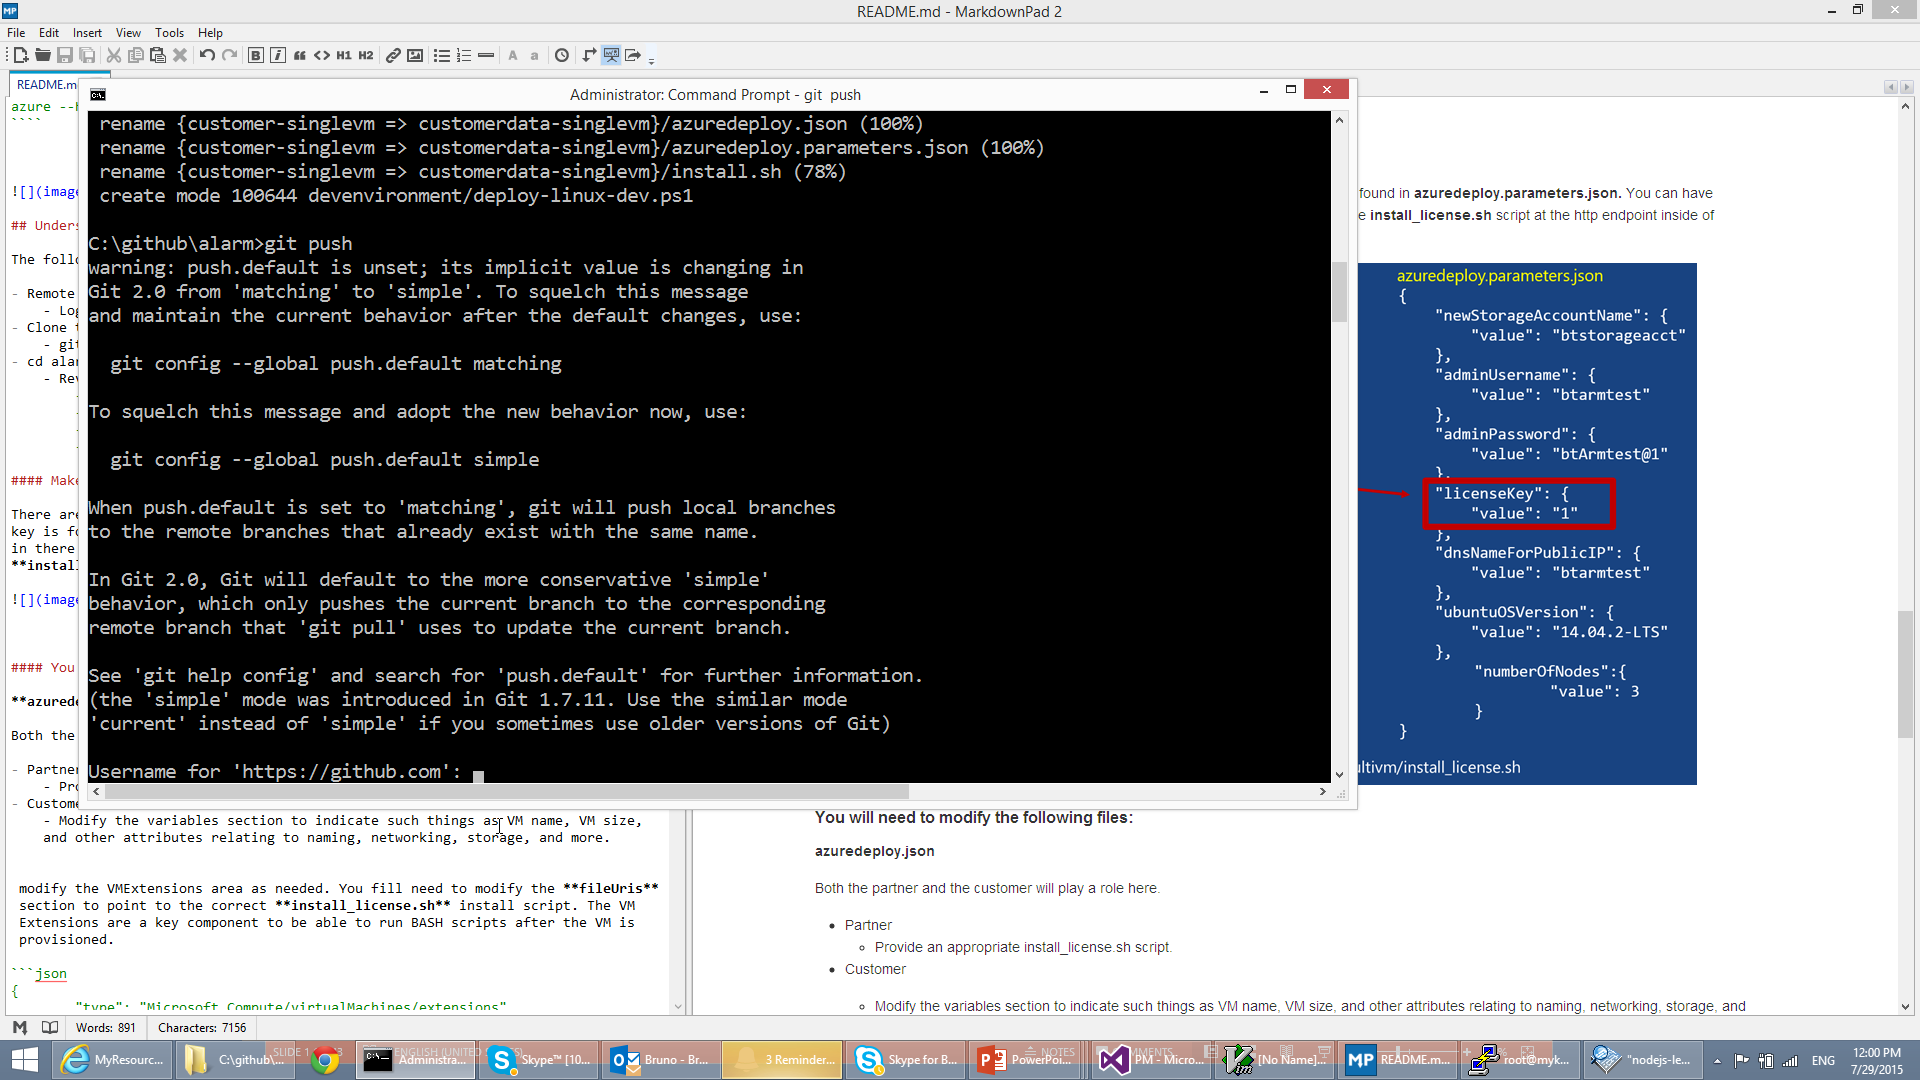 README.md - MarkdownPad 2
File Edit Insert View Tools Help
B i H1 H2 A a
README.m
azure --h
````
![](image
## Unders
The follo
- Remote
- Log
- Clone t
- git
- cd alar
- Rev
#### Make
There are
key is fo
in there
**install
![](image
#### You
**azurede
Both the
- Partner
- Pro
- Custome
- Modify the variables section to indicate such things as VM name, VM size,
and other attributes relating to naming, networking, storage, and more.
modify the VMExtensions area as needed. You fill need to modify the **fileUris**
section to point to the correct **install_license.sh** install script. The VM
Extensions are a key component to be able to run BASH scripts after the VM is
provisioned.
```json
{
"type": "Microsoft.Compute/virtualMachines/extensions"
Administrator: Command Prompt - git  push
rename {customer-singlevm => customerdata-singlevm}/azuredeploy.json (100%)
rename {customer-singlevm => customerdata-singlevm}/azuredeploy.parameters.json (100%)
rename {customer-singlevm => customerdata-singlevm}/install.sh (78%)
create mode 100644 devenvironment/deploy-linux-dev.ps1
C:\github\alarm>git push
warning: push.default is unset; its implicit value is changing in
Git 2.0 from 'matching' to 'simple'. To squelch this message
and maintain the current behavior after the default changes, use:
git config --global push.default matching
To squelch this message and adopt the new behavior now, use:
git config --global push.default simple
When push.default is set to 'matching', git will push local branches
to the remote branches that already exist with the same name.
In Git 2.0, Git will default to the more conservative 'simple'
behavior, which only pushes the current branch to the corresponding
remote branch that 'git pull' uses to update the current branch.
See 'git help config' and search for 'push.default' for further information.
(the 'simple' mode was introduced in Git 1.7.11. Use the similar mode
'current' instead of 'simple' if you sometimes use older versions of Git)
Username for 'https://github.com':
found in azuredeploy.parameters.json. You can have
e install_license.sh script at the http endpoint inside of
azuredeploy.parameters.json
{
"newStorageAccountName": {
"value": "btstorageacct"
},
"adminUsername": {
"value": "btarmtest"
},
"adminPassword": {
"value": "btArmtest@1"
},
"licenseKey": {
"value": "1"
},
"dnsNameForPublicIP": {
"value": "btarmtest"
},
"ubuntuOSVersion": {
"value": "14.04.2-LTS"
},
"numberOfNodes":{
"value": 3
}
}
ultivm/install_license.sh
You will need to modify the following files:
azuredeploy.json
Both the partner and the customer will play a role here.
• Partner
◦ Provide an appropriate install_license.sh script.
• Customer
◦ Modify the variables section to indicate such things as VM name, VM size, and other attributes relating to naming, networking, storage, and
Words: 891 Characters: 7156
MyResourc... C:\github\... Administra... Skype™ [10... Bruno - Br... 3 Reminder... Skype for B... PowerPoi... PM - Micro... [No Name]... README.m... root@myk... "nodejs-le... ENG 12:00 PM
7/29/2015